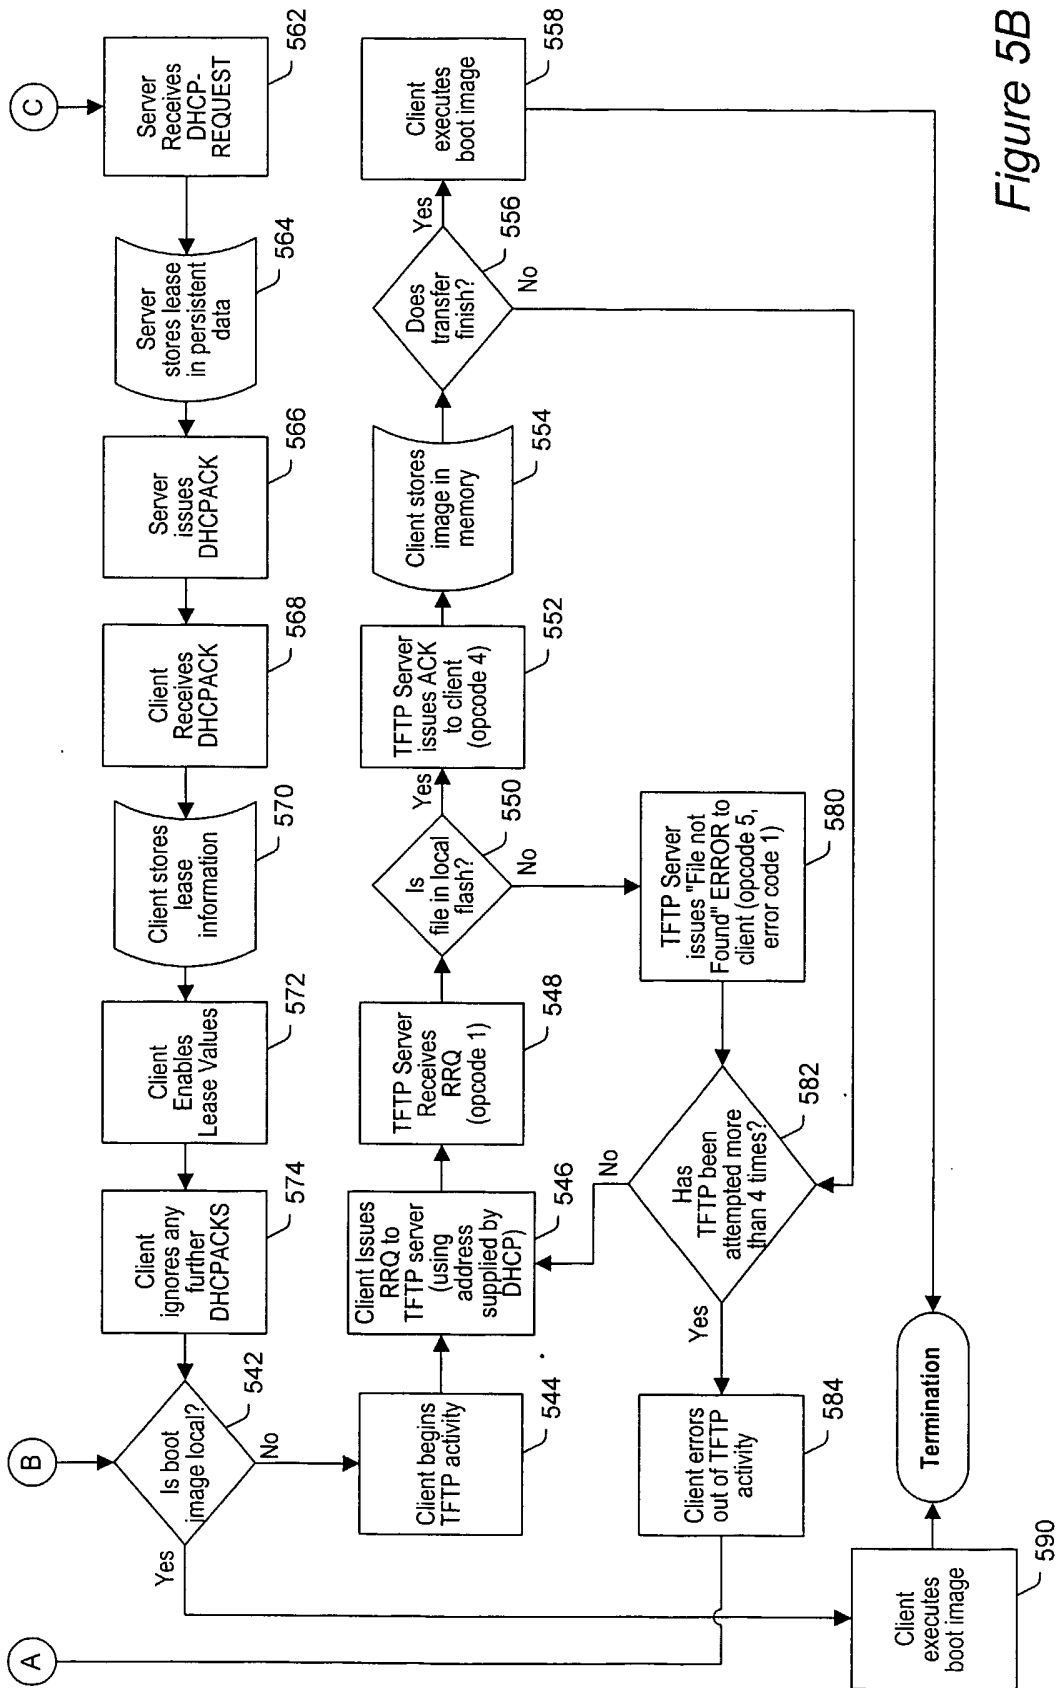 C
Server
Receives
DHCP-
REQUEST
562
Server
stores lease
in persistent
data
564
Server
issues
DHCPACK
566
Client
Receives
DHCPACK
568
Client stores
lease
information
570
Client
Enables
Lease Values
572
Client
ignores any
further
DHCPACKS
574
B
Is boot
image local?
542
Yes
No
A
Client begins
TFTP activity
544
Client Issues
RRQ to
TFTP server
(using
address
supplied by
DHCP)
546
TFTP Server
Receives
RRQ
(opcode 1)
548
Is
file in local
flash?
550
Yes
No
TFTP Server
issues ACK
to client
(opcode 4)
552
Client stores
image in
memory
554
Does
transfer
finish?
556
Yes
No
Client
executes
boot image
558
TFTP Server
issues "File not
Found" ERROR to
client (opcode 5,
error code 1)
580
Has
TFTP been
attempted more
than 4 times?
582
No
Yes
Client errors
out of TFTP
activity
584
Client
executes
boot image
590
Termination
Figure 5B